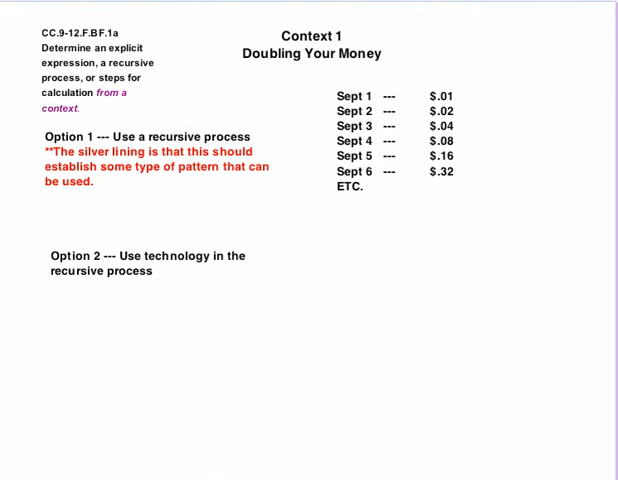 CC.9-12.F.BF.1a
Determine an explicit
expression, a recursive
process, or steps for
calculation from a
context.
Context 1
Doubling Your Money
Sept 1 --- $.01
Sept 2 --- $.02
Sept 3 --- $.04
Sept 4 --- $.08
Sept 5 --- $.16
Sept 6 --- $.32
ETC.
Option 1 --- Use a recursive process
**The silver lining is that this should
establish some type of pattern that can
be used.
Option 2 --- Use technology in the
recursive process